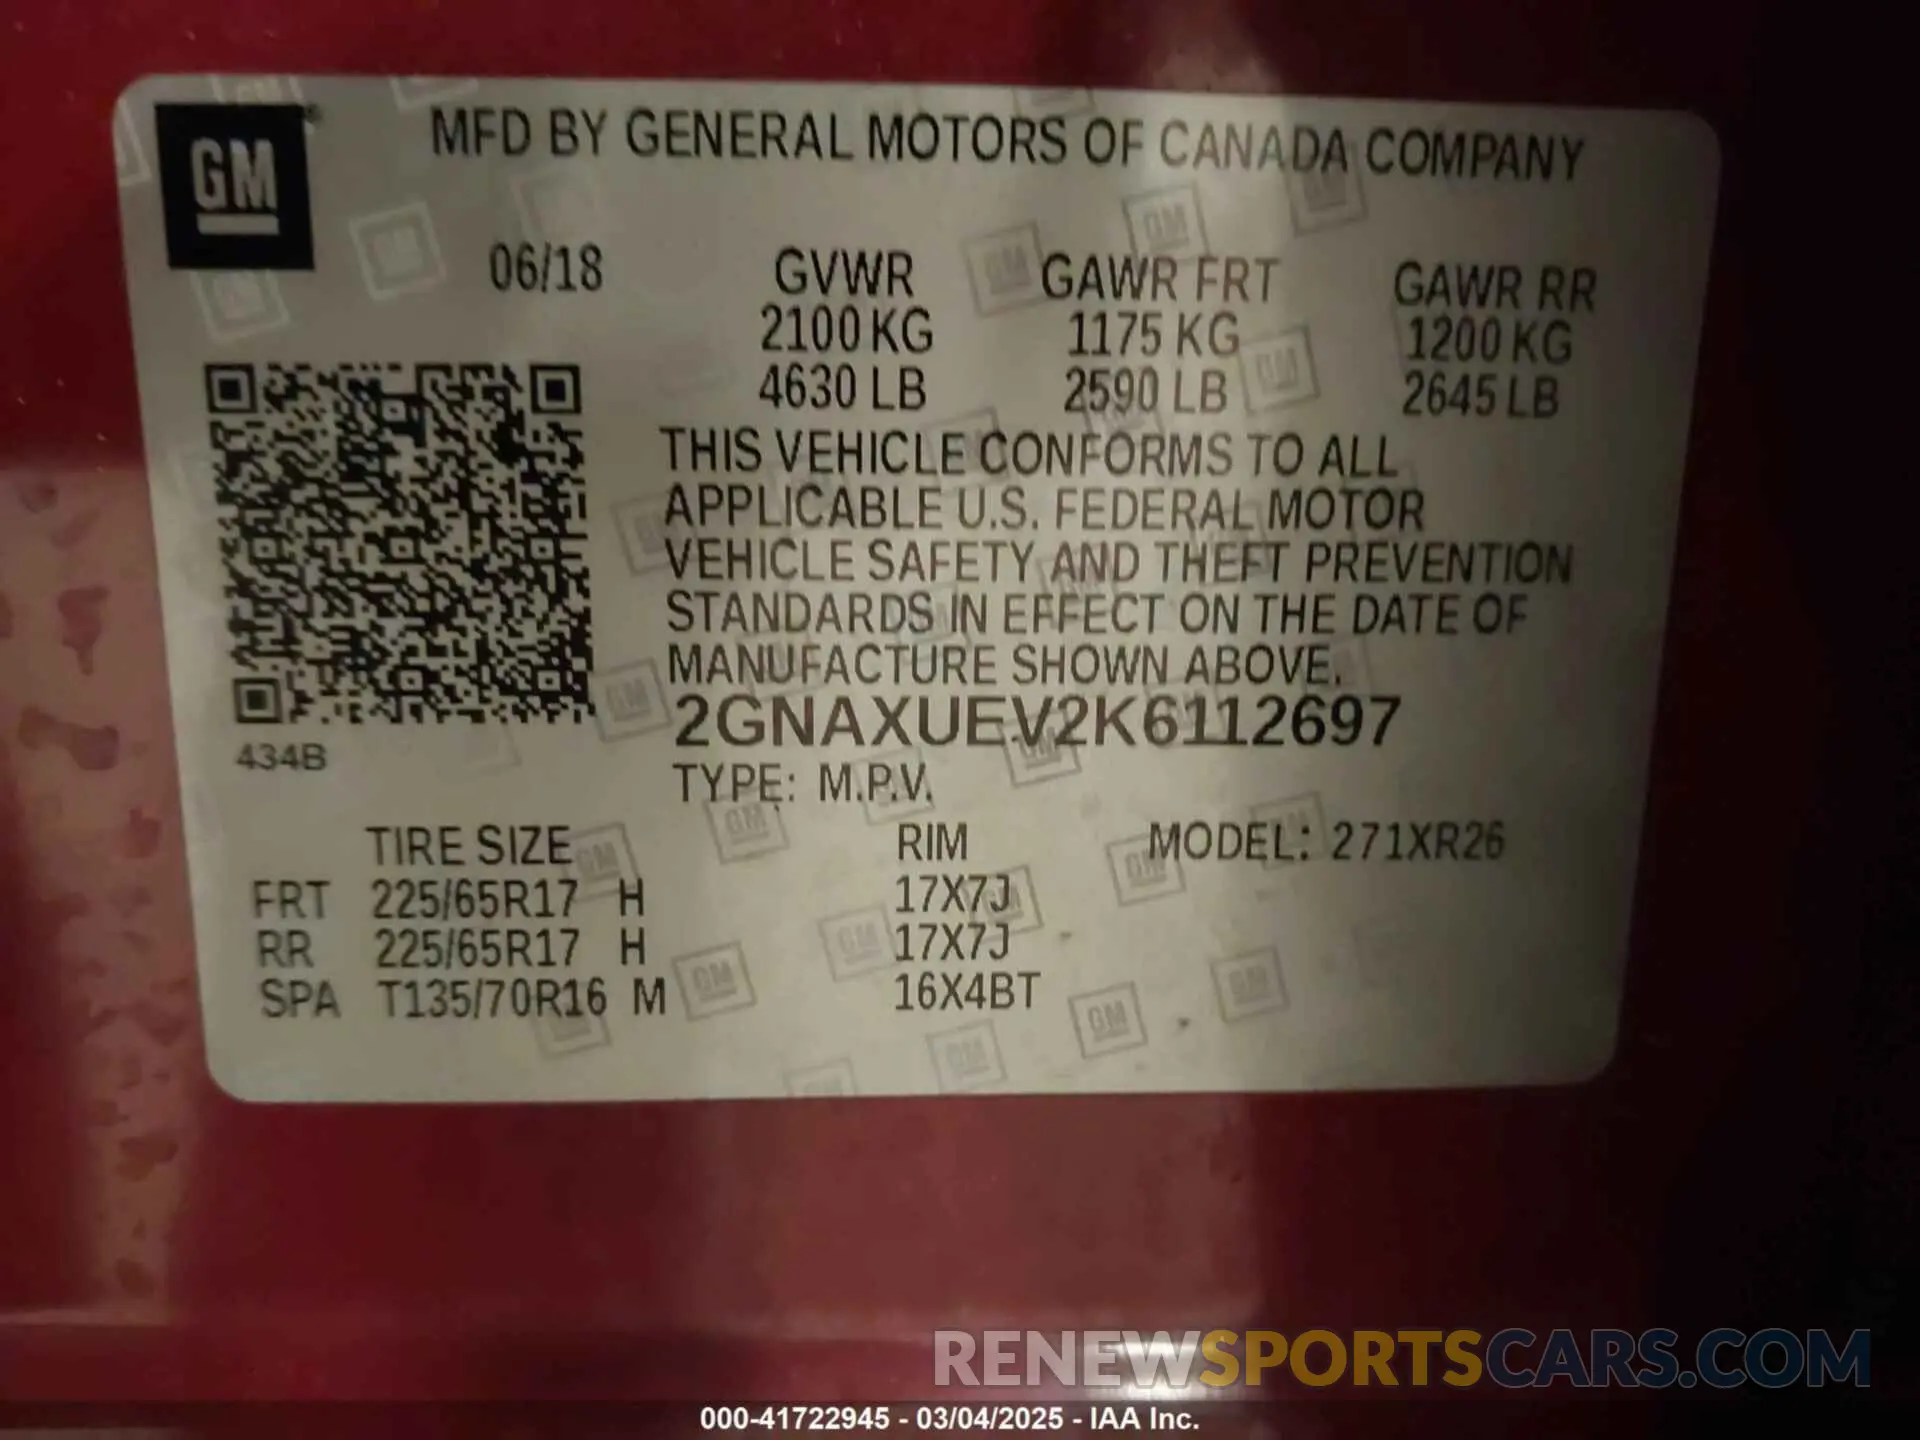 GM
MFD BY GENERAL MOTORS OF CANADA COMPANY
06/18 GVWR GAWR FRT GAWR RR
2100 KG 1175 KG 1200 KG
4630 LB 2590 LB 2645 LB
THIS VEHICLE CONFORMS TO ALL
APPLICABLE U.S. FEDERAL MOTOR
VEHICLE SAFETY AND THEFT PREVENTION
STANDARDS IN EFFECT ON THE DATE OF
MANUFACTURE SHOWN ABOVE.
2GNAXUEV2K6112697
434B
TYPE: M.P.V.
TIRE SIZE RIM MODEL: 271XR26
FRT 225/65R17 H 17X7J
RR 225/65R17 H 17X7J
SPA T135/70R16 M 16X4BT
RENEWSPORTSCARS.COM
000-41722945 - 03/04/2025 - IAA Inc.